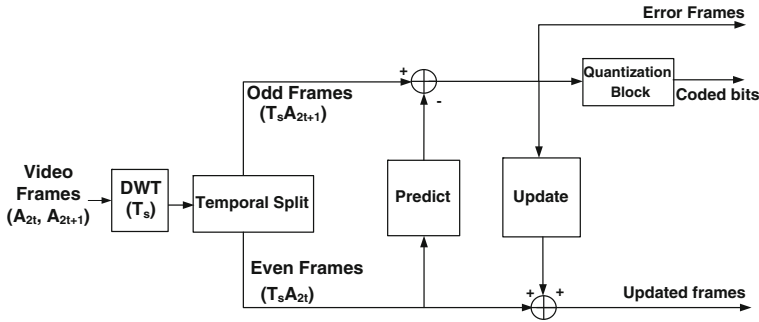 Error Frames
+
Quantization
Block
Coded bits
-
Odd Frames
(TₛA₂ₜ₊₁)
Video
Frames
(A₂ₜ, A₂ₜ₊₁)
DWT
(Tₛ)
Temporal Split
Predict
Update
Even Frames
(TₛA₂ₜ)
+ +
Updated frames